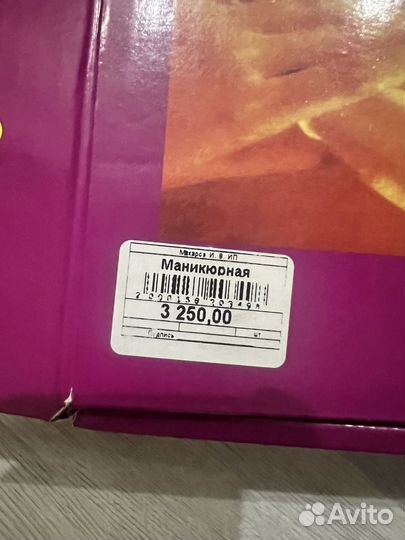 Макаров И. В. ИП
Маникюрная
3 250,00
Подпись
шт
Avito